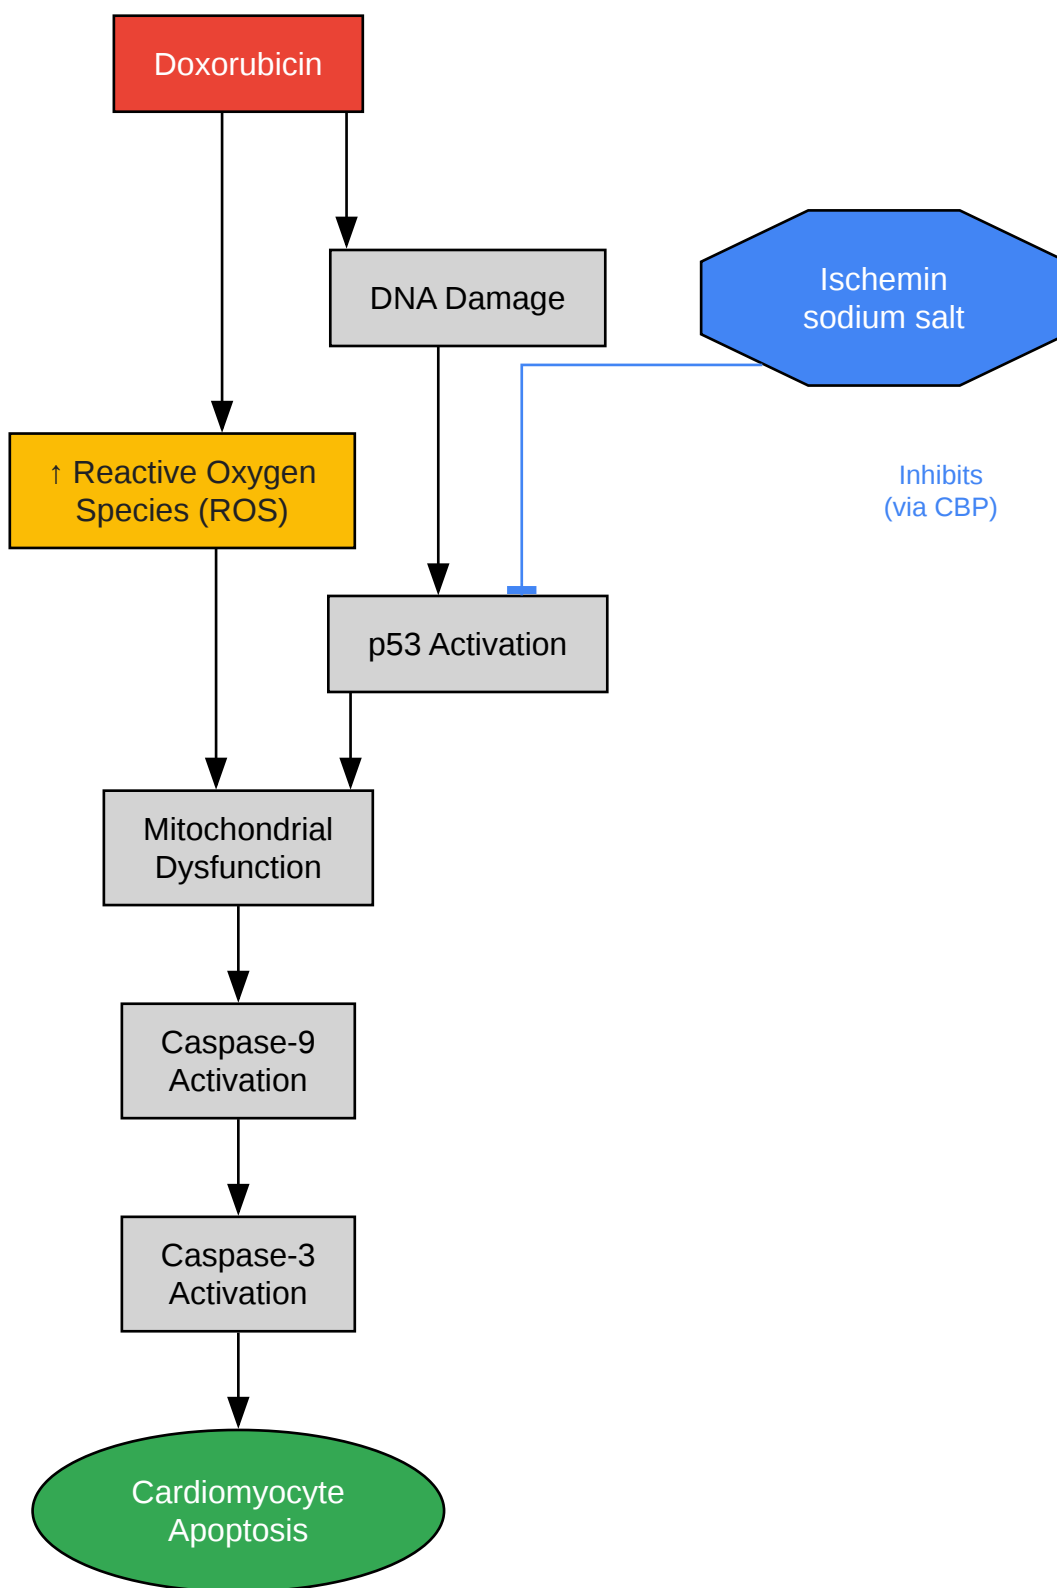 Doxorubicin
DNA Damage
Ischemin
sodium salt
↑ Reactive Oxygen
Species (ROS)
Inhibits
(via CBP)
p53 Activation
Mitochondrial
Dysfunction
Caspase-9
Activation
Caspase-3
Activation
Cardiomyocyte
Apoptosis